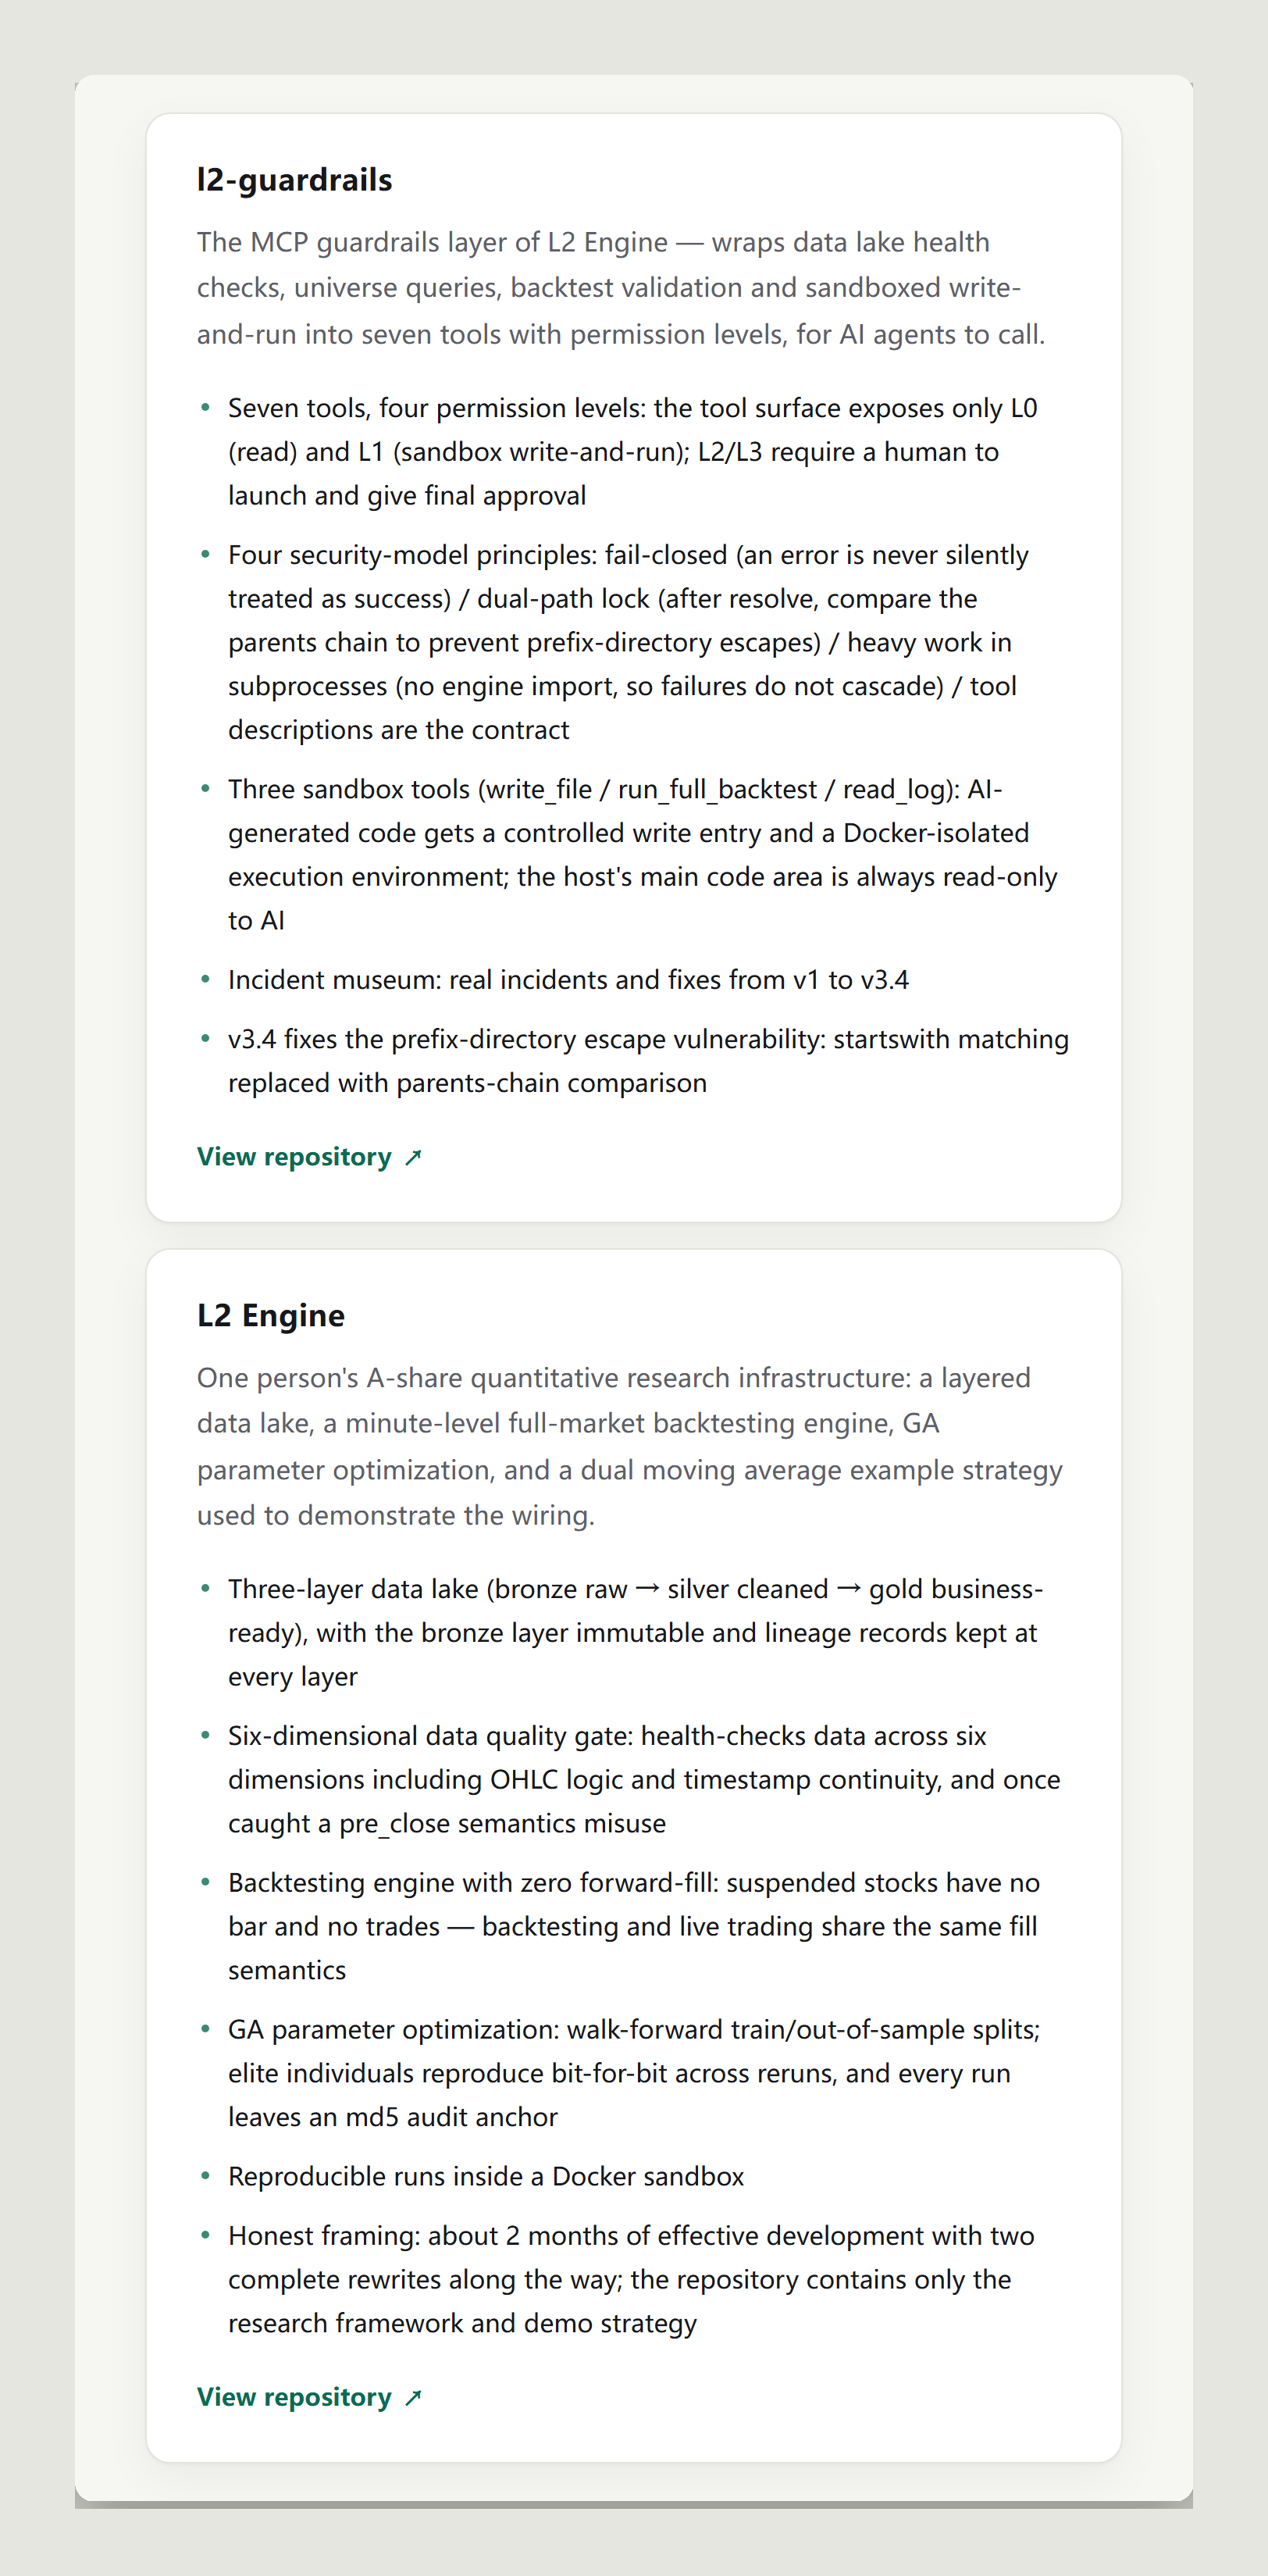 l2-guardrails
The MCP guardrails layer of L2 Engine — wraps data lake health
checks, universe queries, backtest validation and sandboxed write-
and-run into seven tools with permission levels, for AI agents to call.
• Seven tools, four permission levels: the tool surface exposes only L0
(read) and L1 (sandbox write-and-run); L2/L3 require a human to
launch and give final approval
• Four security-model principles: fail-closed (an error is never silently
treated as success) / dual-path lock (after resolve, compare the
parents chain to prevent prefix-directory escapes) / heavy work in
subprocesses (no engine import, so failures do not cascade) / tool
descriptions are the contract
• Three sandbox tools (write_file / run_full_backtest / read_log): AI-
generated code gets a controlled write entry and a Docker-isolated
execution environment; the host's main code area is always read-only
to AI
• Incident museum: real incidents and fixes from v1 to v3.4
• v3.4 fixes the prefix-directory escape vulnerability: startswith matching
replaced with parents-chain comparison
View repository ↗
L2 Engine
One person's A-share quantitative research infrastructure: a layered
data lake, a minute-level full-market backtesting engine, GA
parameter optimization, and a dual moving average example strategy
used to demonstrate the wiring.
• Three-layer data lake (bronze raw → silver cleaned → gold business-
ready), with the bronze layer immutable and lineage records kept at
every layer
• Six-dimensional data quality gate: health-checks data across six
dimensions including OHLC logic and timestamp continuity, and once
caught a pre_close semantics misuse
• Backtesting engine with zero forward-fill: suspended stocks have no
bar and no trades — backtesting and live trading share the same fill
semantics
• GA parameter optimization: walk-forward train/out-of-sample splits;
elite individuals reproduce bit-for-bit across reruns, and every run
leaves an md5 audit anchor
• Reproducible runs inside a Docker sandbox
• Honest framing: about 2 months of effective development with two
complete rewrites along the way; the repository contains only the
research framework and demo strategy
View repository ↗